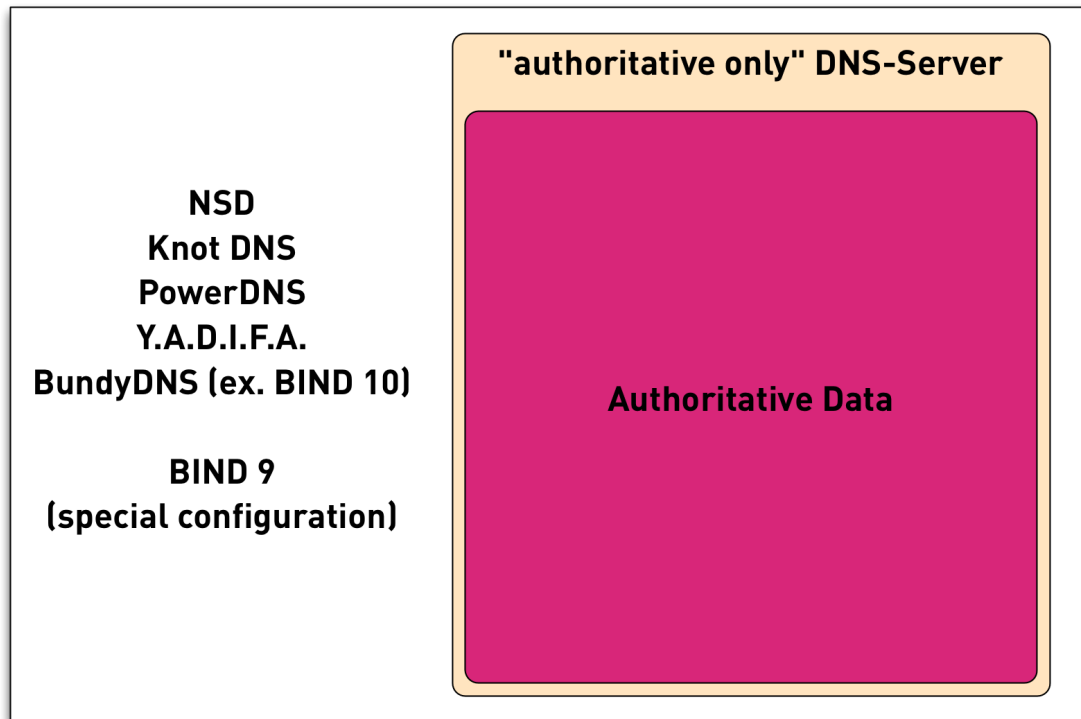 "authoritative only" DNS-Server
NSD
Knot DNS
PowerDNS
Y.A.D.I.F.A.
BundyDNS (ex. BIND 10)
BIND 9
(special configuration)
Authoritative Data